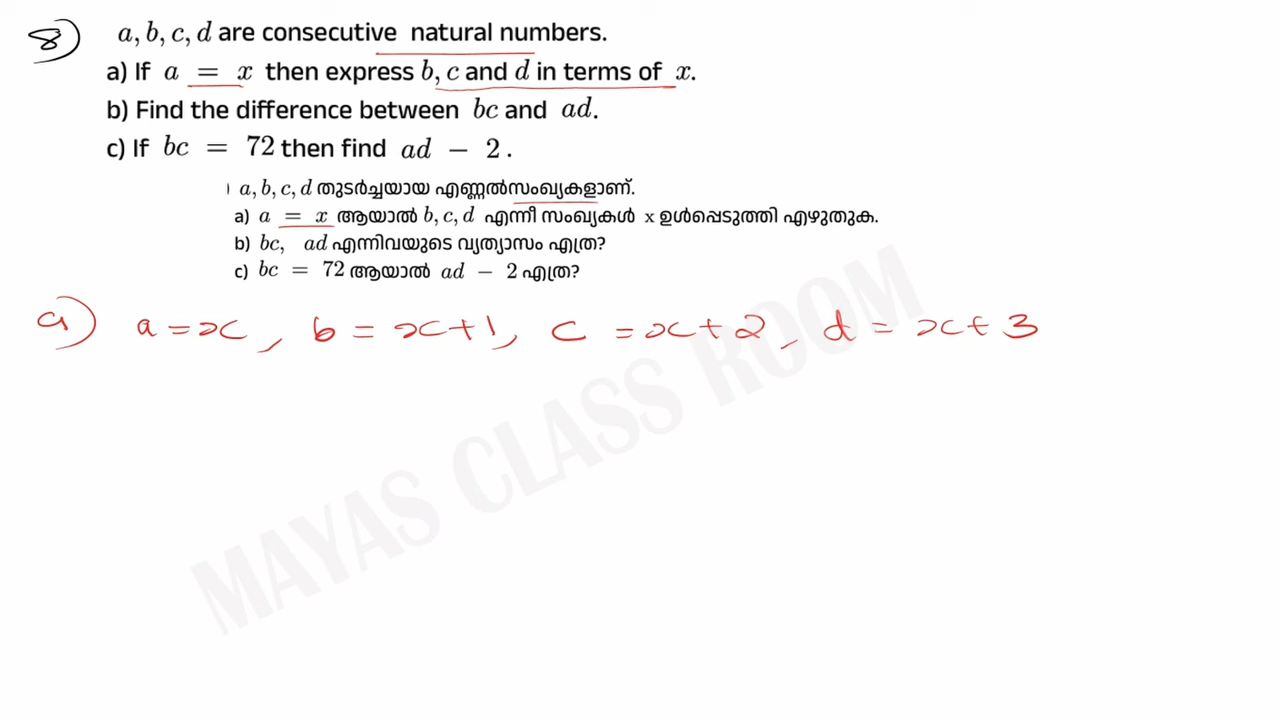 8) a, b, c, d are consecutive natural numbers.
a) If a = x then express b, c and d in terms of x.
b) Find the difference between bc and ad.
c) If bc = 72 then find ad − 2.
) a, b, c, d തുടർച്ചയായ എണ്ണൽസംഖ്യകളാണ്.
a) a = x ആയാൽ b, c, d എന്നീ സംഖ്യകൾ x ഉൾപ്പെടുത്തി എഴുതുക.
b) bc, ad എന്നിവയുടെ വ്യത്യാസം എത്ര?
c) bc = 72 ആയാൽ ad − 2 എത്ര?
a) a = x, b = x+1, c = x+2, d = x+3
MAYAS CLASS ROOM